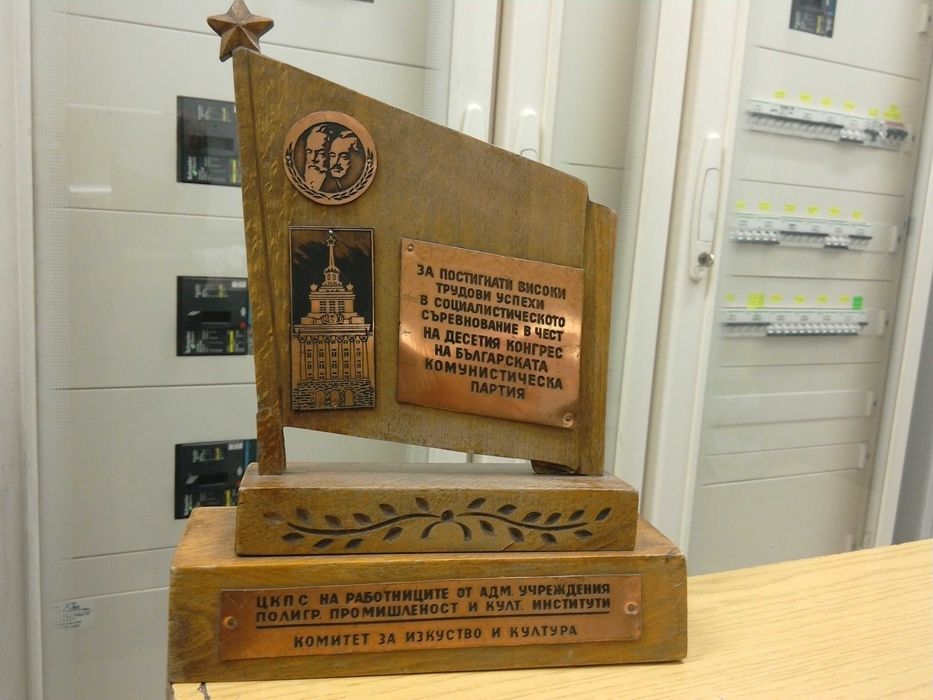 ЗА ПОСТИГНАТИ ВИСОКИ
ТРУДОВИ УСПЕХИ
В СОЦИАЛИСТИЧЕСКОТО
СЪРЕВНОВАНИЕ В ЧЕСТ
НА ДЕСЕТИЯ КОНГРЕС
НА БЪЛГАРСКАТА
КОМУНИСТИЧЕСКА
ПАРТИЯ
ЦКПС НА РАБОТНИЦИТЕ ОТ АДМ. УЧРЕЖДЕНИЯ
ПОЛИГР. ПРОМИШЛЕНОСТ И КУЛТ. ИНСТИТУТИ
КОМИТЕТ ЗА ИЗКУСТВО И КУЛТУРА